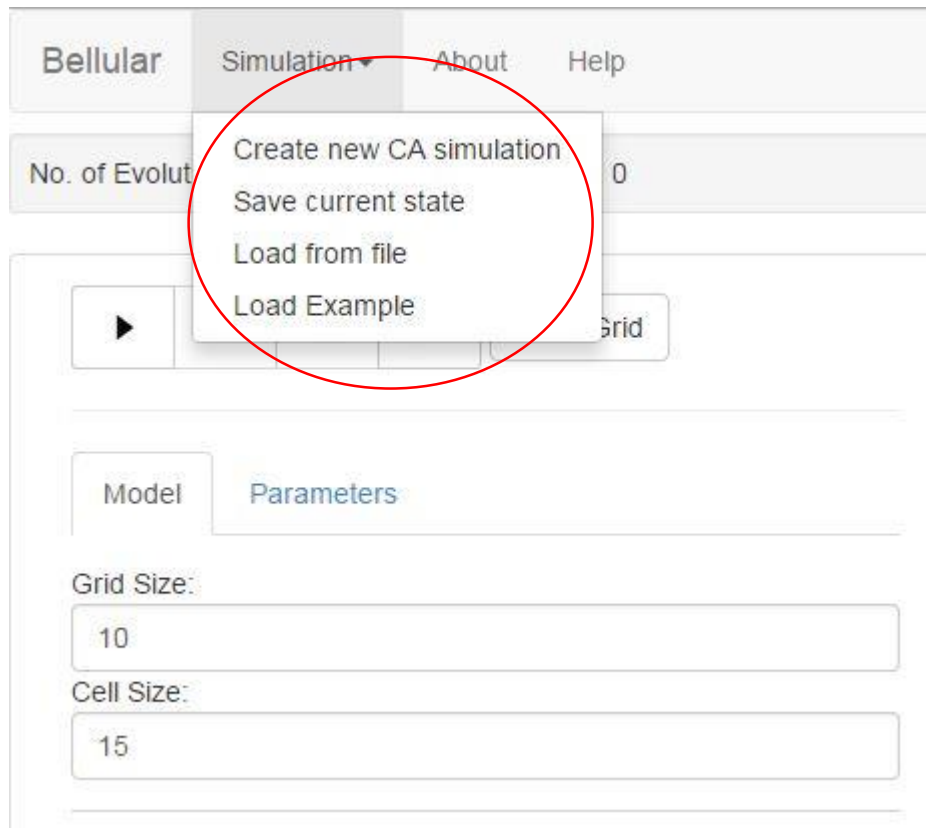 Bellular Simulation About Help
Create new CA simulation
No. of Evolut 0
Save current state
Load from file
Load Example
Grid
Model Parameters
Grid Size:
10
Cell Size:
15